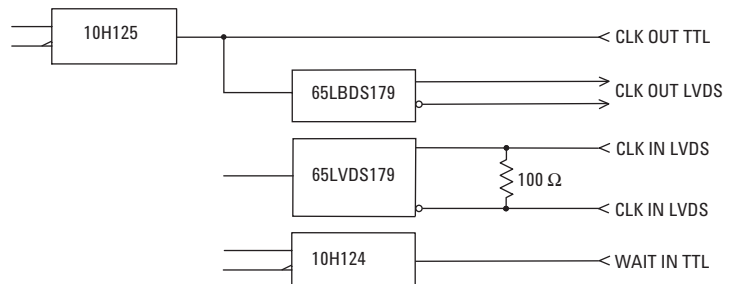 10H125
CLK OUT TTL
65LBDS179
CLK OUT LVDS
CLK IN LVDS
65LVDS179
100 Ω
CLK IN LVDS
10H124
WAIT IN TTL